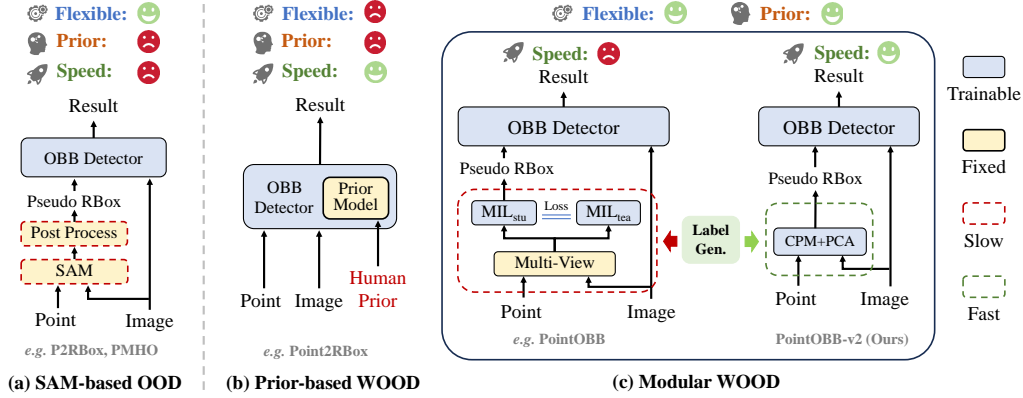 Flexible:
Prior:
Speed:
Result
OBB Detector
Pseudo RBox
Post Process
SAM
Point
Image
e.g. P2RBox, PMHO
(a) SAM-based OOD
Flexible:
Prior:
Speed:
Result
OBB
Detector
Prior
Model
Point
Image
Human
Prior
e.g. Point2RBox
(b) Prior-based WOOD
Flexible:
Prior:
Speed:
Result
OBB Detector
Pseudo RBox
MILstu
Loss
MILtea
Multi-View
Point
Image
e.g. PointOBB
Label
Gen.
Speed:
Result
OBB Detector
Pseudo RBox
CPM+PCA
Point
Image
PointOBB-v2 (Ours)
(c) Modular WOOD
Trainable
Fixed
Slow
Fast